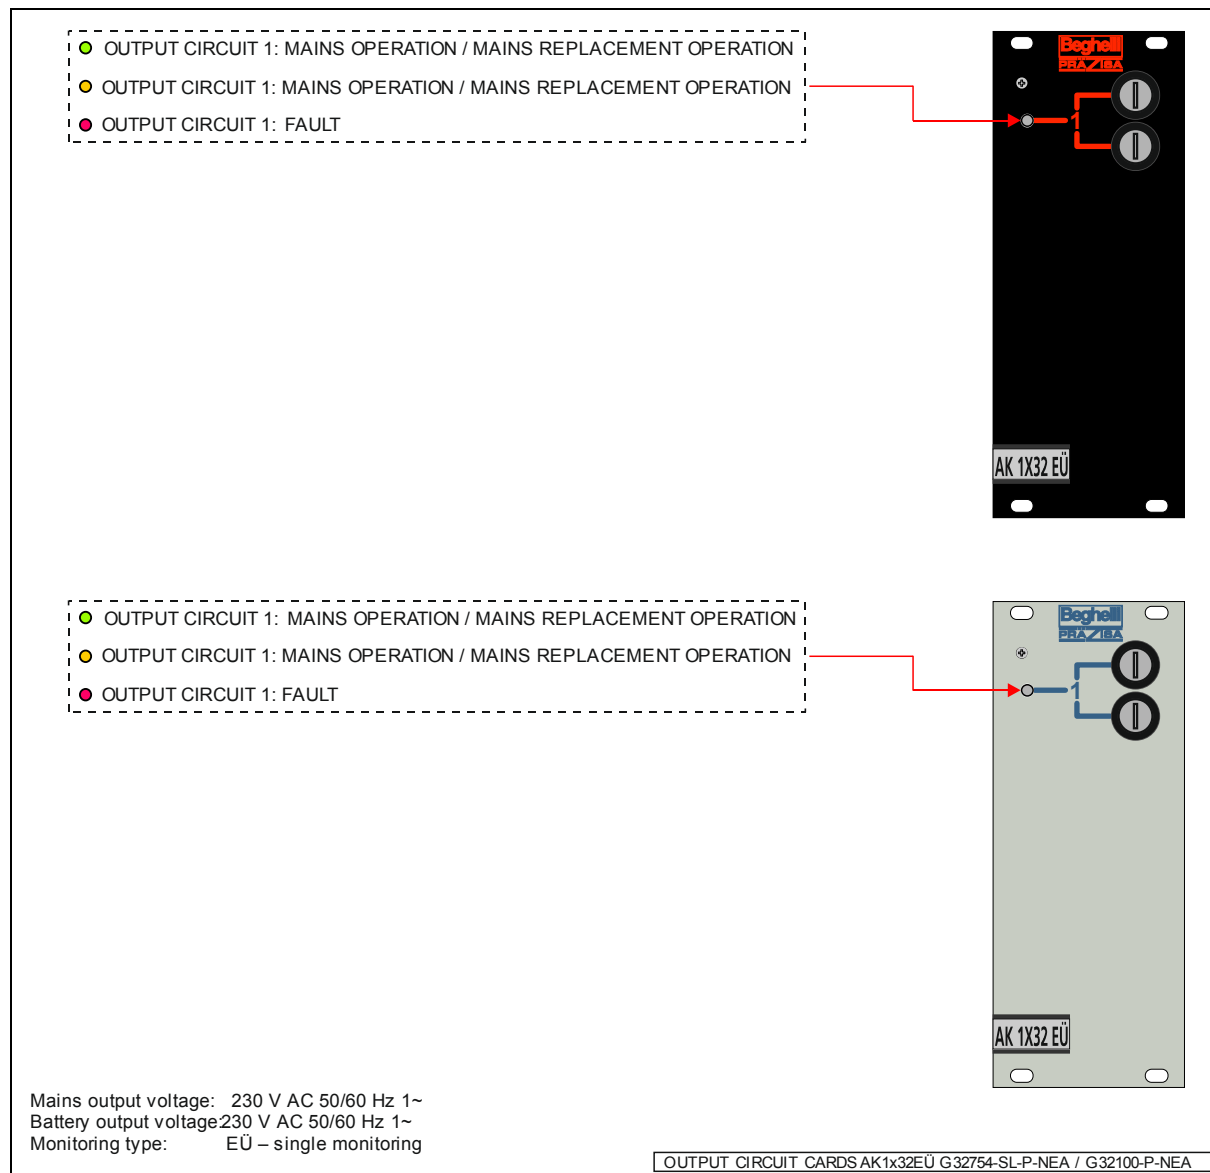 OUTPUT CIRCUIT 1: MAINS OPERATION / MAINS REPLACEMENT OPERATION
OUTPUT CIRCUIT 1: MAINS OPERATION / MAINS REPLACEMENT OPERATION
OUTPUT CIRCUIT 1: FAULT
Beghelli
PRÄZISA
1
AK 1X32 EÜ
OUTPUT CIRCUIT 1: MAINS OPERATION / MAINS REPLACEMENT OPERATION
OUTPUT CIRCUIT 1: MAINS OPERATION / MAINS REPLACEMENT OPERATION
OUTPUT CIRCUIT 1: FAULT
Beghelli
PRÄZISA
1
AK 1X32 EÜ
Mains output voltage: 230 V AC 50/60 Hz 1~
Battery output voltage:230 V AC 50/60 Hz 1~
Monitoring type: EÜ – single monitoring
OUTPUT CIRCUIT CARDS AK1x32EÜ G32754-SL-P-NEA / G32100-P-NEA